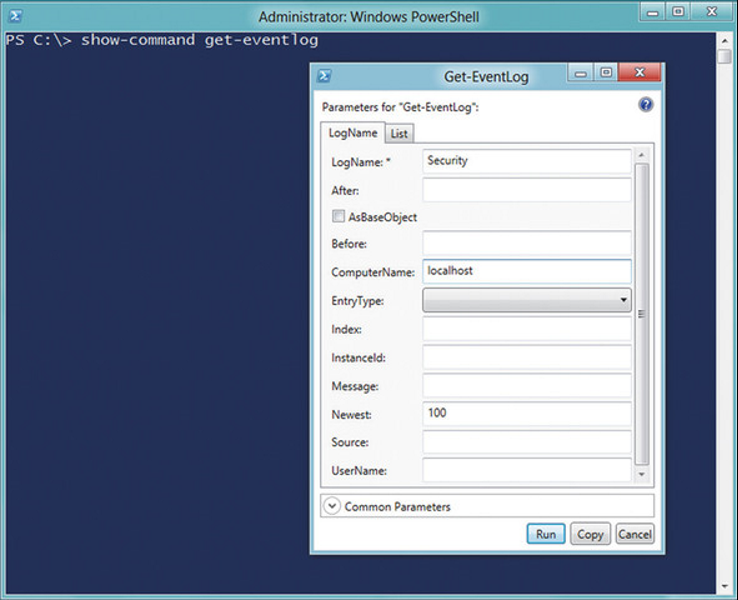 Administrator: Windows PowerShell
PS C:\> show-command get-eventlog
Get-EventLog
Parameters for "Get-EventLog":
?
LogName List
LogName: * Security
After:
AsBaseObject
Before:
ComputerName: localhost
EntryType:
Index:
InstanceId:
Message:
Newest: 100
Source:
UserName:
Common Parameters
Run Copy Cancel